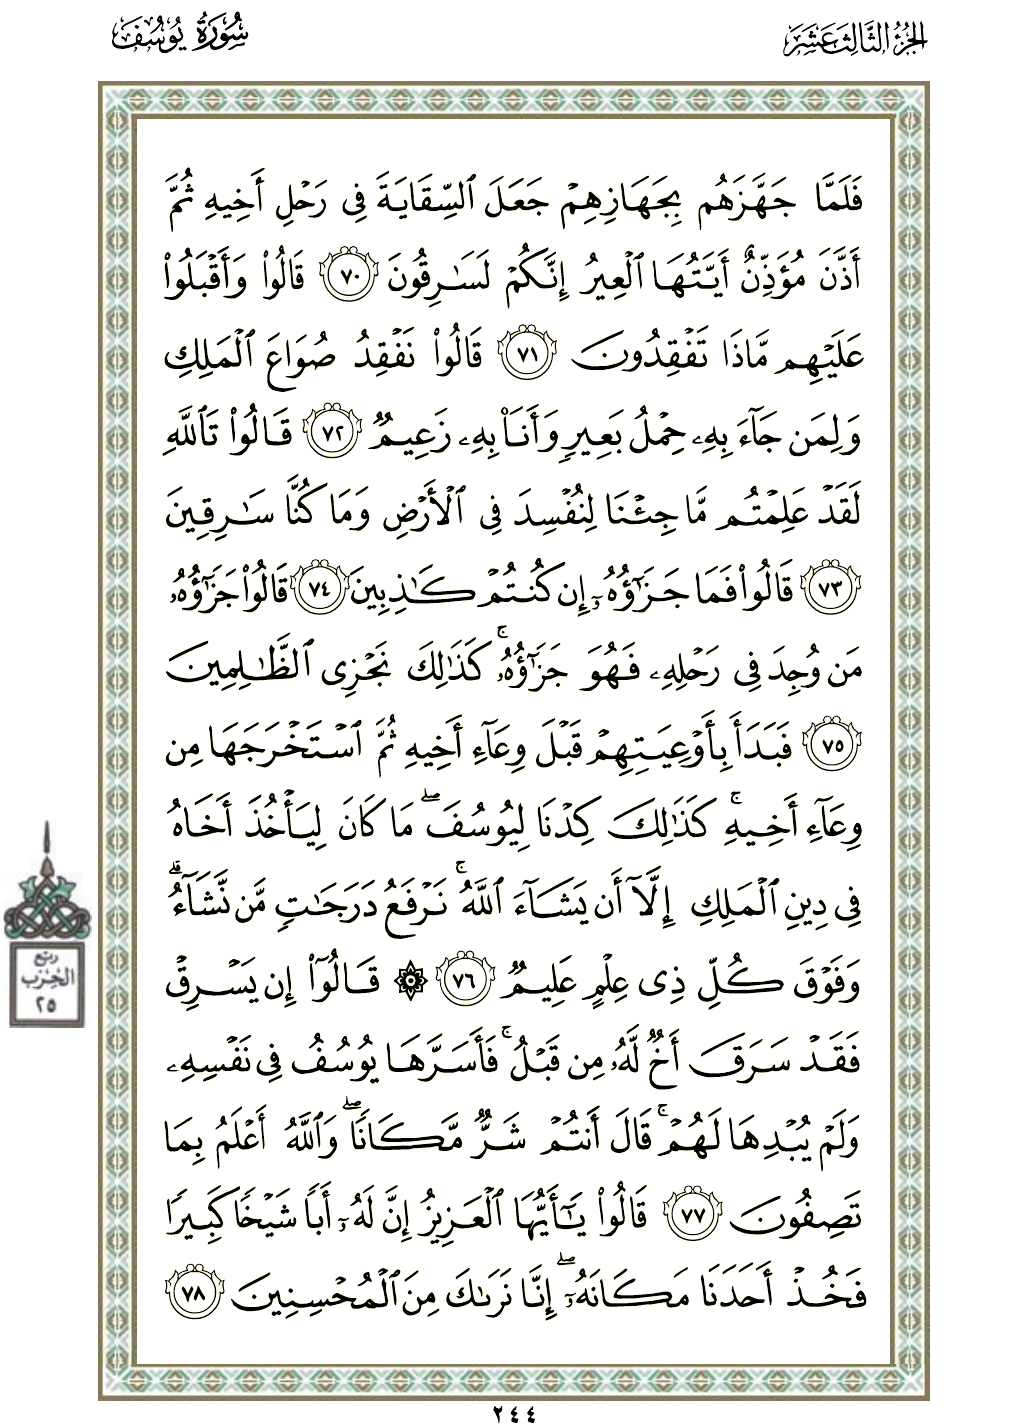 الجزء الثالث عشر
سورة يوسف
فَلَمَّا جَهَّزَهُم بِجَهَازِهِمْ جَعَلَ ٱلسِّقَايَةَ فِى رَحْلِ أَخِيهِ ثُمَّ
أَذَّنَ مُؤَذِّنٌ أَيَّتُهَا ٱلْعِيرُ إِنَّكُمْ لَسَـٰرِقُونَ ٧٠ قَالُوا۟ وَأَقْبَلُوا۟
عَلَيْهِم مَّاذَا تَفْقِدُونَ ٧١ قَالُوا۟ نَفْقِدُ صُوَاعَ ٱلْمَلِكِ
وَلِمَن جَآءَ بِهِۦ حِمْلُ بَعِيرٍ وَأَنَا۠ بِهِۦ زَعِيمٌ ٧٢ قَالُوا۟ تَٱللَّهِ
لَقَدْ عَلِمْتُم مَّا جِئْنَا لِنُفْسِدَ فِى ٱلْأَرْضِ وَمَا كُنَّا سَـٰرِقِينَ
٧٣ قَالُوا۟ فَمَا جَزَٰٓؤُهُۥٓ إِن كُنتُمْ كَـٰذِبِينَ ٧٤ قَالُوا۟ جَزَٰٓؤُهُۥ
مَن وُجِدَ فِى رَحْلِهِۦ فَهُوَ جَزَٰٓؤُهُۥ ۚ كَذَٰلِكَ نَجْزِى ٱلظَّـٰلِمِينَ
٧٥ فَبَدَأَ بِأَوْعِيَتِهِمْ قَبْلَ وِعَآءِ أَخِيهِ ثُمَّ ٱسْتَخْرَجَهَا مِن
وِعَآءِ أَخِيهِ ۚ كَذَٰلِكَ كِدْنَا لِيُوسُفَ ۖ مَا كَانَ لِيَأْخُذَ أَخَاهُ
فِى دِينِ ٱلْمَلِكِ إِلَّآ أَن يَشَآءَ ٱللَّهُ ۚ نَرْفَعُ دَرَجَـٰتٍ مَّن نَّشَآءُ ۗ
وَفَوْقَ كُلِّ ذِى عِلْمٍ عَلِيمٌ ٧٦ ۞ قَالُوٓا۟ إِن يَسْرِقْ
فَقَدْ سَرَقَ أَخٌ لَّهُۥ مِن قَبْلُ ۚ فَأَسَرَّهَا يُوسُفُ فِى نَفْسِهِۦ
وَلَمْ يُبْدِهَا لَهُمْ ۚ قَالَ أَنتُمْ شَرٌّ مَّكَانًا ۖ وَٱللَّهُ أَعْلَمُ بِمَا
تَصِفُونَ ٧٧ قَالُوا۟ يَـٰٓأَيُّهَا ٱلْعَزِيزُ إِنَّ لَهُۥٓ أَبًا شَيْخًا كَبِيرًا
فَخُذْ أَحَدَنَا مَكَانَهُۥٓ ۖ إِنَّا نَرَىٰكَ مِنَ ٱلْمُحْسِنِينَ ٧٨
ربع
الحزب
٢٥
٢٤٤